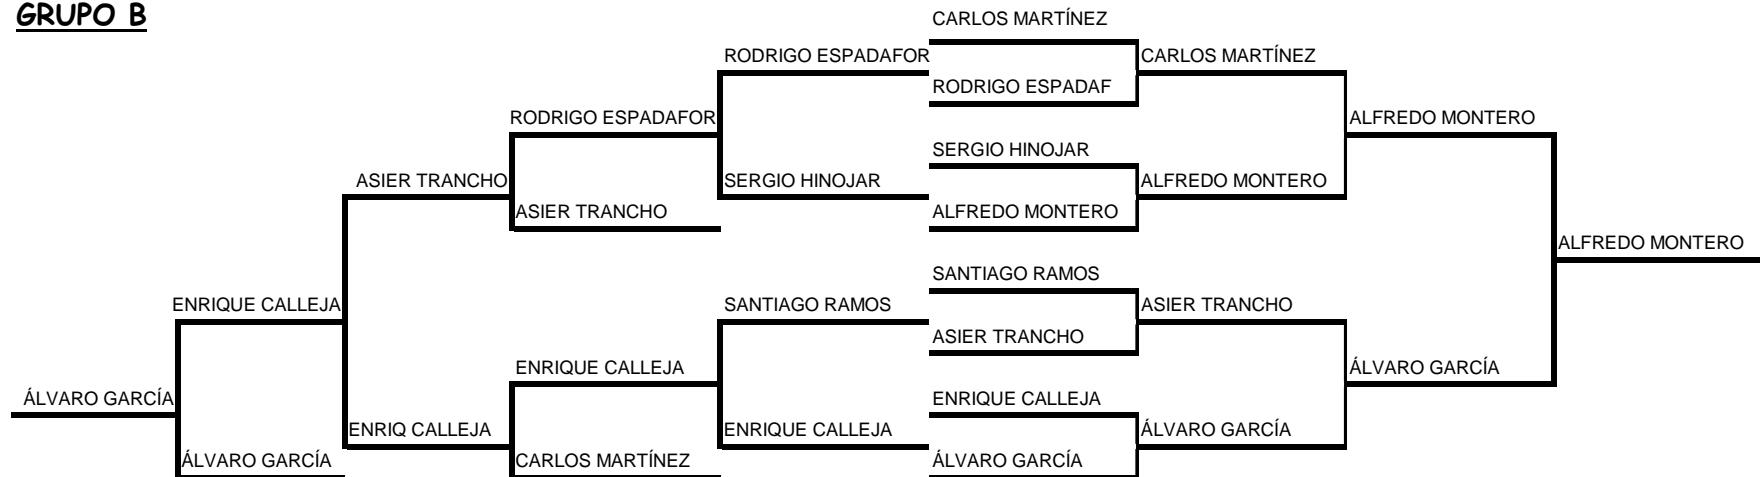 GRUPO B
CARLOS MARTÍNEZ
RODRIGO ESPADAFOR
CARLOS MARTÍNEZ
RODRIGO ESPADAF
RODRIGO ESPADAFOR
ALFREDO MONTERO
SERGIO HINOJAR
ASIER TRANCHO
SERGIO HINOJAR
ALFREDO MONTERO
ASIER TRANCHO
ALFREDO MONTERO
ALFREDO MONTERO
SANTIAGO RAMOS
ENRIQUE CALLEJA
SANTIAGO RAMOS
ASIER TRANCHO
ASIER TRANCHO
ENRIQUE CALLEJA
ÁLVARO GARCÍA
ÁLVARO GARCÍA
ENRIQUE CALLEJA
ENRIQ CALLEJA
ENRIQUE CALLEJA
ÁLVARO GARCÍA
ÁLVARO GARCÍA
CARLOS MARTÍNEZ
ÁLVARO GARCÍA